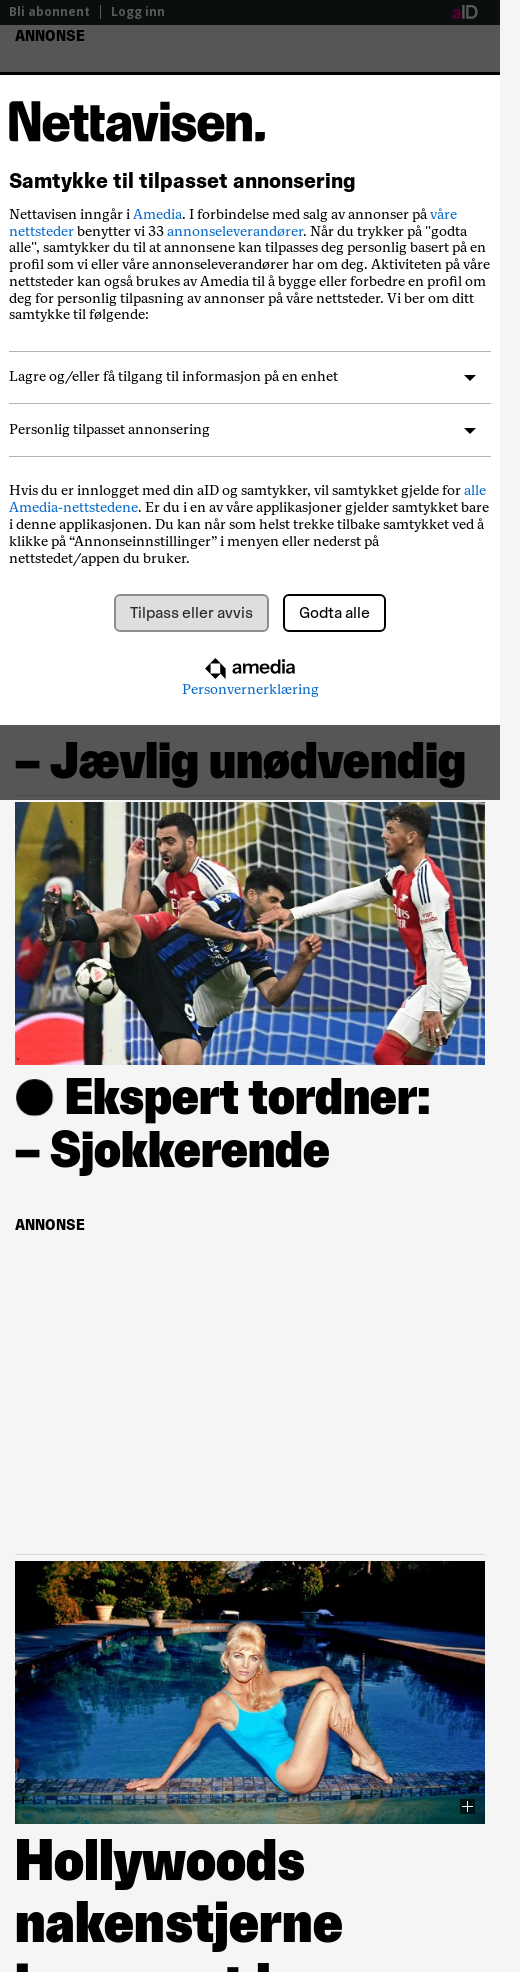 Bli abonnent | Logg inn
aID
ANNONSE
Nettavisen.
Samtykke til tilpasset annonsering
Nettavisen inngår i Amedia. I forbindelse med salg av annonser på våre
nettsteder benytter vi 33 annonseleverandører. Når du trykker på "godta
alle", samtykker du til at annonsene kan tilpasses deg personlig basert på en
profil som vi eller våre annonseleverandører har om deg. Aktiviteten på våre
nettsteder kan også brukes av Amedia til å bygge eller forbedre en profil om
deg for personlig tilpasning av annonser på våre nettsteder. Vi ber om ditt
samtykke til følgende:
Lagre og/eller få tilgang til informasjon på en enhet
Personlig tilpasset annonsering
Hvis du er innlogget med din aID og samtykker, vil samtykket gjelde for alle
Amedia-nettstedene. Er du i en av våre applikasjoner gjelder samtykket bare
i denne applikasjonen. Du kan når som helst trekke tilbake samtykket ved å
klikke på “Annonseinnstillinger” i menyen eller nederst på
nettstedet/appen du bruker.
Tilpass eller avvis
Godta alle
amedia
Personvernerklæring
– Jævlig unødvendig
Ekspert tordner:
– Sjokkerende
ANNONSE
Hollywoods
nakenstjerne